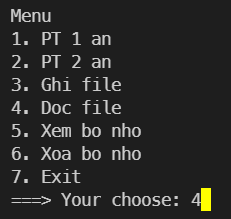 Menu
1. PT 1 an
2. PT 2 an
3. Ghi file
4. Doc file
5. Xem bo nho
6. Xoa bo nho
7. Exit
===> Your choose: 4